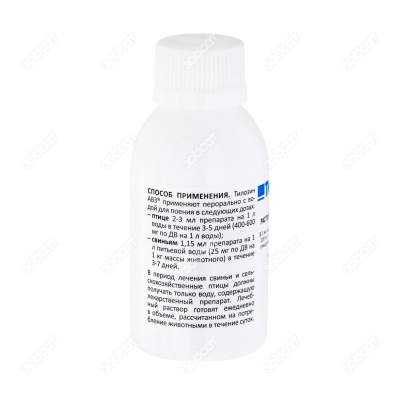 СПОСОБ ПРИМЕНЕНИЯ. Тилозин
АВЗ® применяют перорально с во-
дой для поения в следующих дозах:
- птице 2-3 мл препарата на 1 л
воды в течение 3-5 дней (400-600
мг по ДВ на 1 л воды);
- свиньям 1,15 мл препарата на 1
л питьевой воды (25 мг по ДВ на
1 кг массы животного) в течение
3-7 дней.
В период лечения свиньи и сель-
скохозяйственные птицы должны
получать только воду, содержащую
лекарственный препарат. Лечеб-
ный раствор готовят ежедневно
в объеме, рассчитанном на потре-
бление животными в течение суток.